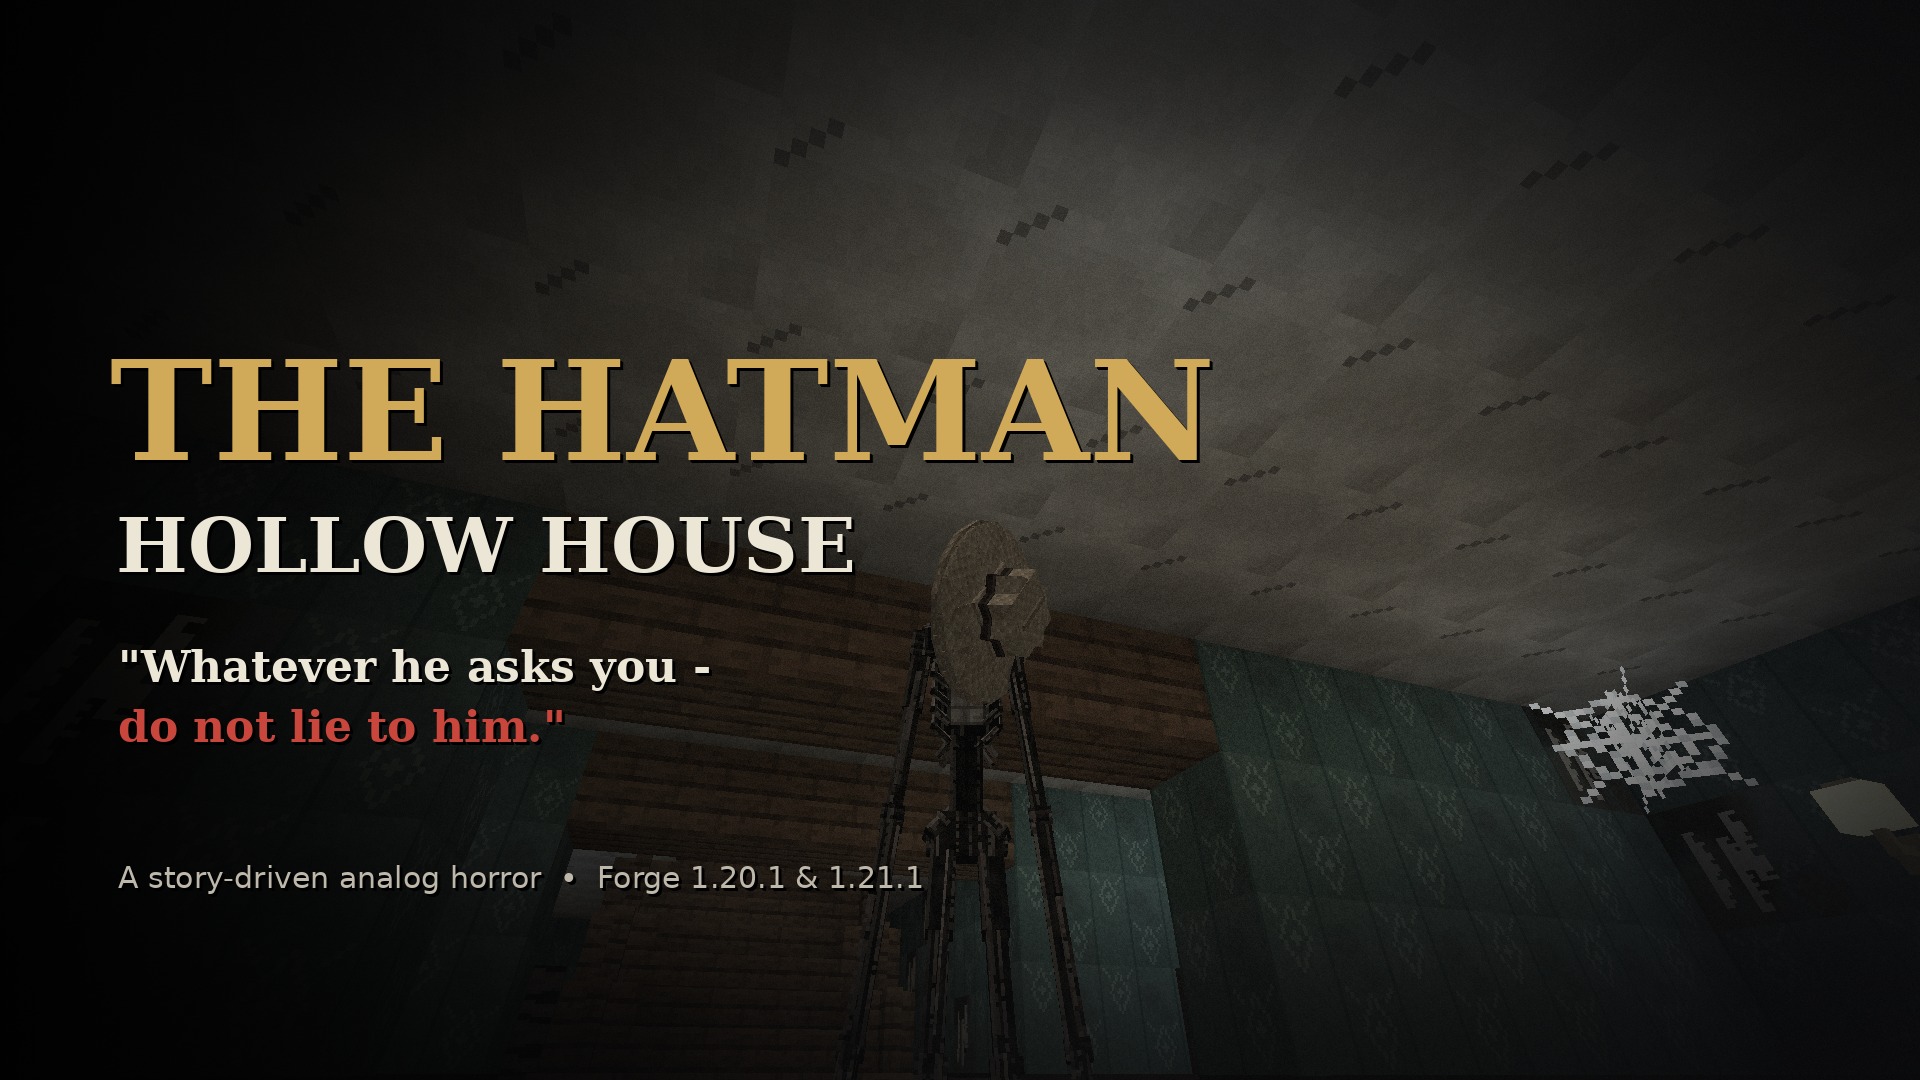 THE HATMAN
HOLLOW HOUSE
"Whatever he asks you -
do not lie to him."
A story-driven analog horror • Forge 1.20.1 & 1.21.1